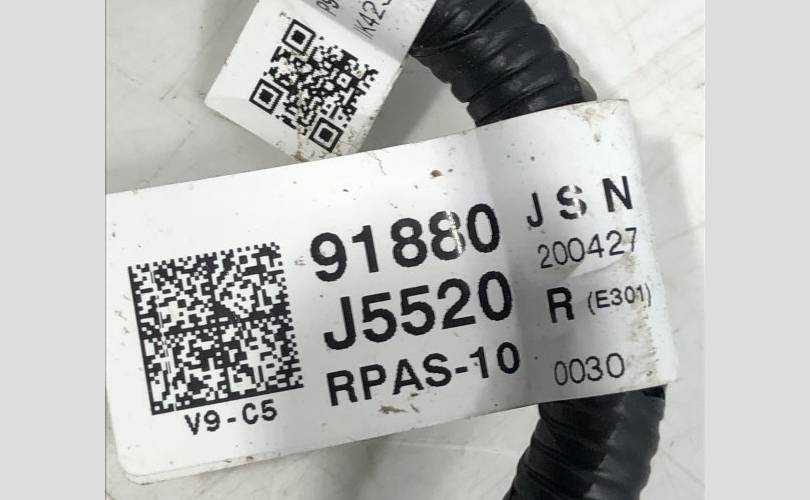 91880 J S N
J5520 200427
RPAS-10 R (E301)
V9-C5 0030